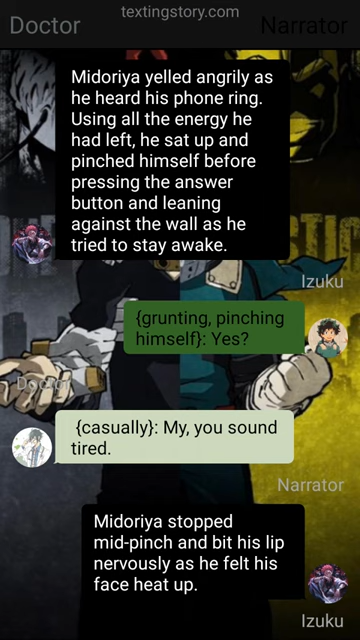 textingstory.com
Doctor
Narrator
Midoriya yelled angrily as
he heard his phone ring.
Using all the energy he
had left, he sat up and
pinched himself before
pressing the answer
button and leaning
against the wall as he
tried to stay awake.
Izuku
{grunting, pinching
himself}: Yes?
Doctor
{casually}: My, you sound
tired.
Narrator
Midoriya stopped
mid-pinch and bit his lip
nervously as he felt his
face heat up.
Izuku